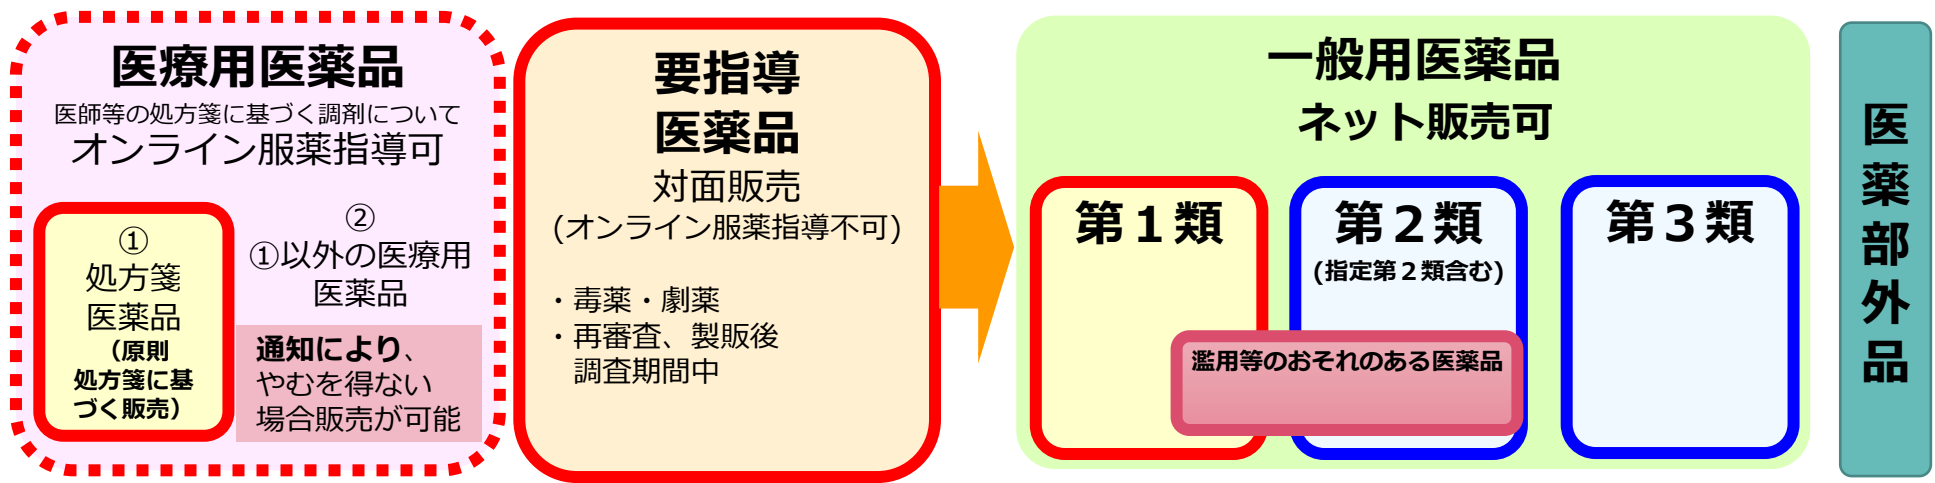 医療用医薬品
医師等の処方箋に基づく調剤について
オンライン服薬指導可
①
処方箋
医薬品
（原則
処方箋に基
づく販売）
②
①以外の医療用
医薬品
通知により、
やむを得ない
場合販売が可能
要指導
医薬品
対面販売
(オンライン服薬指導不可)
・毒薬・劇薬
・再審査、製販後
調査期間中
一般用医薬品
ネット販売可
第１類
第２類
(指定第２類含む)
第３類
濫用等のおそれのある医薬品
医薬部外品